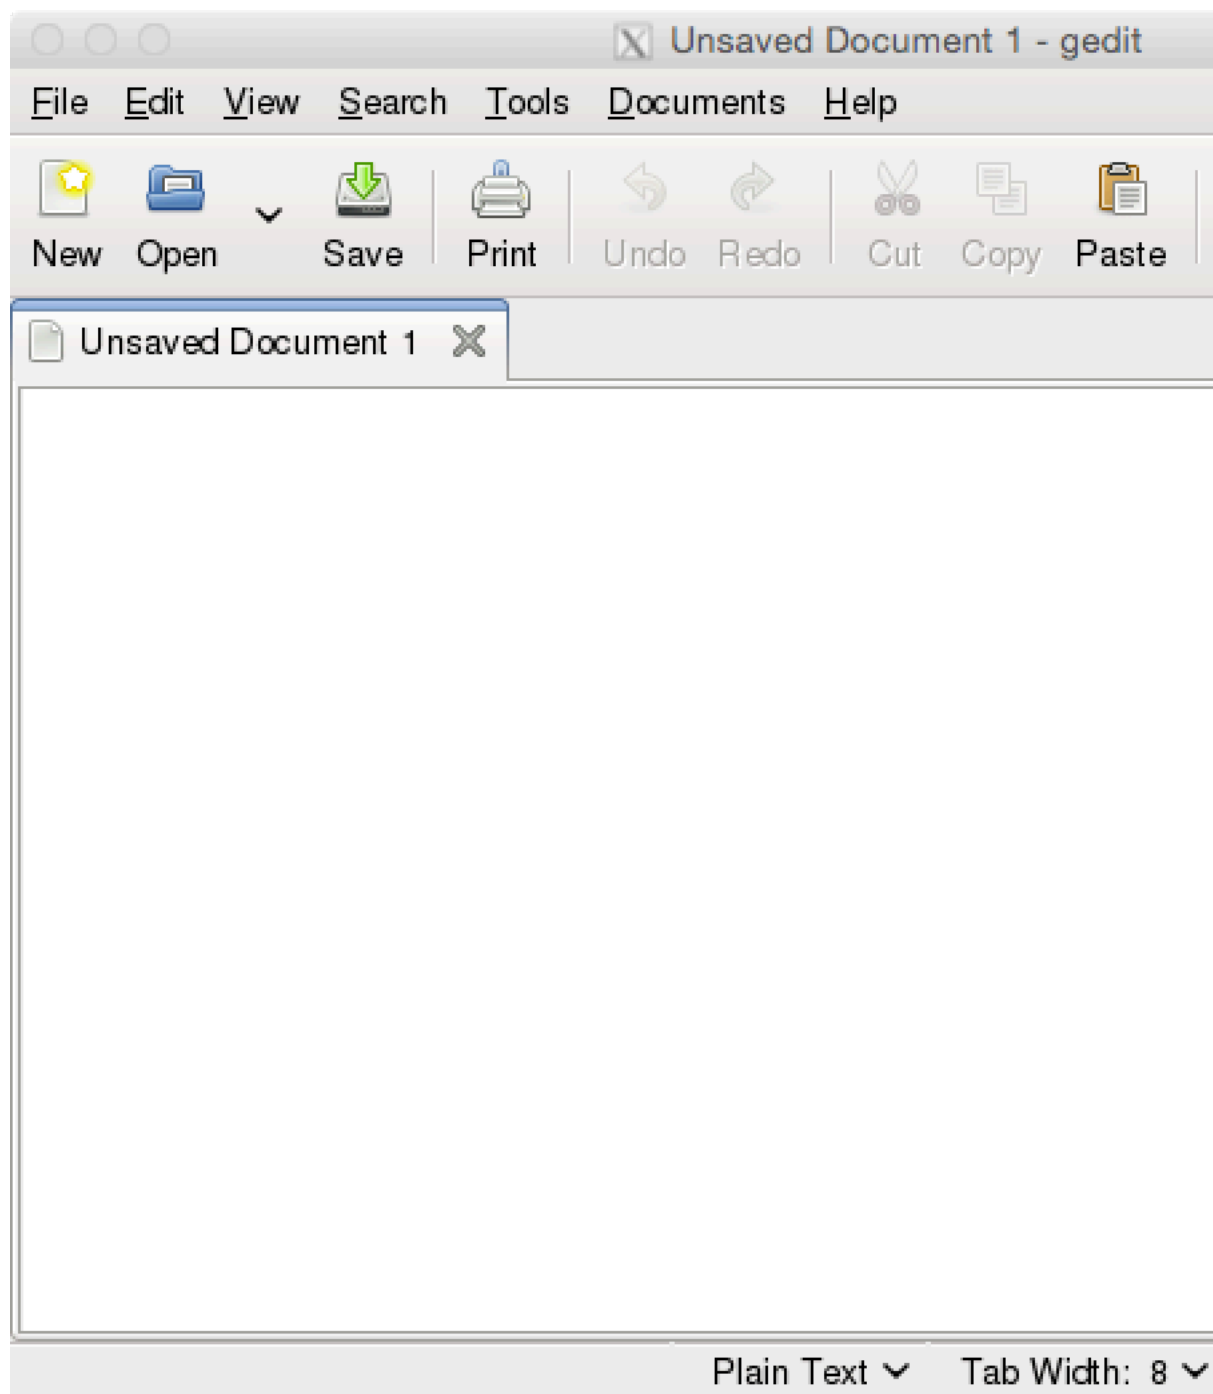 Unsaved Document 1 - gedit
File Edit View Search Tools Documents Help
New Open Save Print Undo Redo Cut Copy Paste
Unsaved Document 1
Plain Text Tab Width: 8